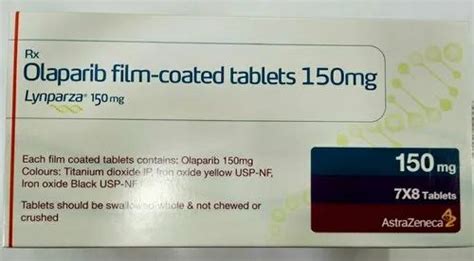 Rx
Olaparib film-coated tablets 150mg
Lynparza® 150 mg
Each film coated tablets contains: Olaparib 150mg
Colours: Titanium dioxide IP, Iron oxide yellow USP-NF,
Iron oxide Black USP-NF
Tablets should be swallowed whole & not chewed or
crushed
150 mg
7X8 Tablets
AstraZeneca